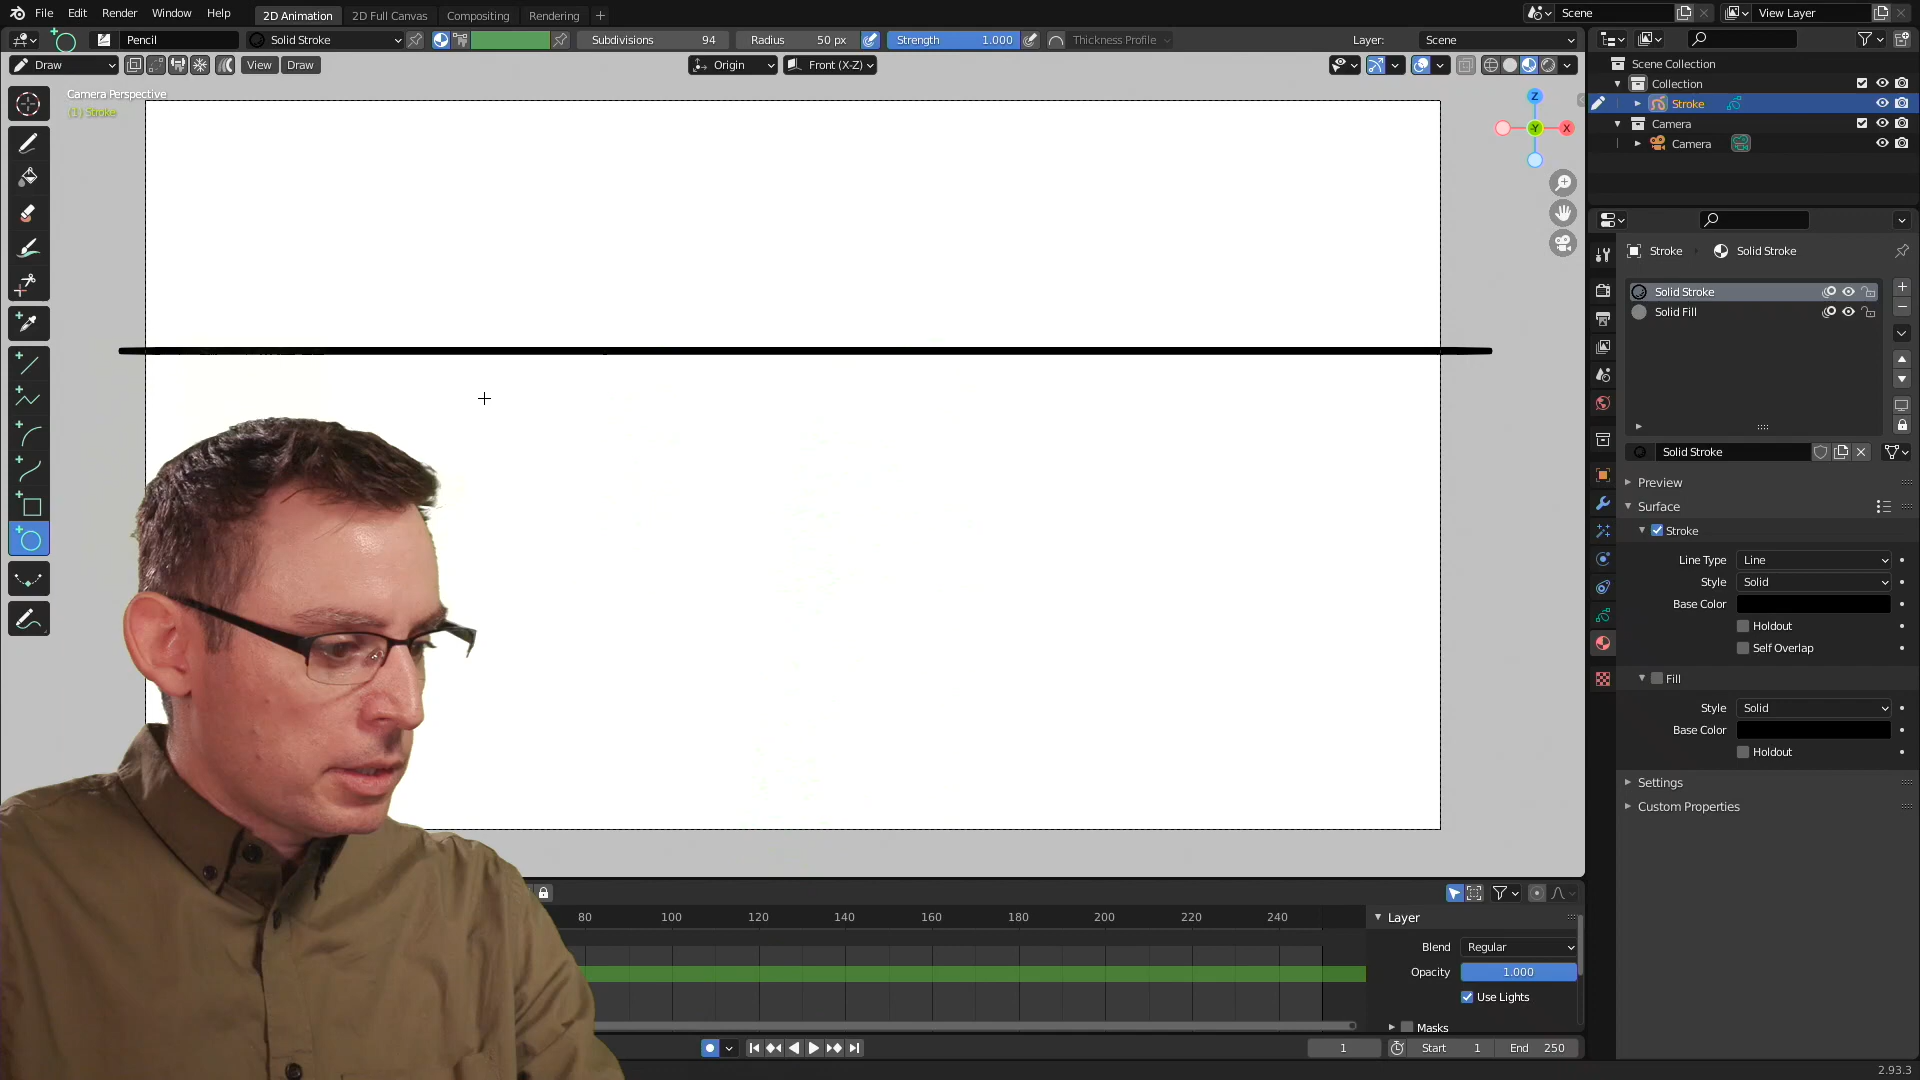 File Edit Render Window Help 2D Animation 2D Full Canvas Compositing Rendering + Scene View Layer
Pencil Solid Stroke Subdivisions 94 Radius 50 px Strength 1.000 Thickness Profile Layer: Scene
Draw View Draw Origin Front (X-Z)
Camera Perspective
(1) Stroke
Z
Y X
Scene Collection
Collection
Stroke
Camera
Camera
Stroke Solid Stroke
Solid Stroke
Solid Fill
Solid Stroke
Preview
Surface
Stroke
Line Type Line
Style Solid
Base Color
Holdout
Self Overlap
Fill
Style Solid
Base Color
Holdout
Settings
Custom Properties
80 100 120 140 160 180 200 220 240
Layer
Blend Regular
Opacity 1.000
Use Lights
Masks
1 Start 1 End 250
2.93.3